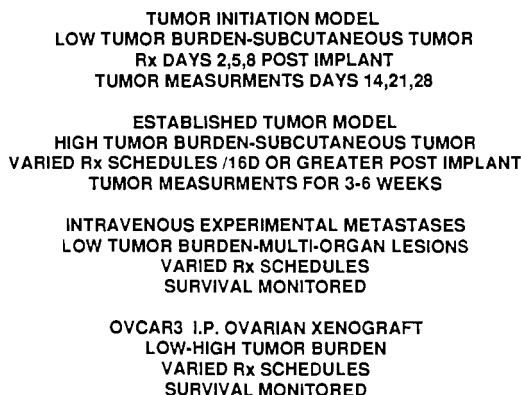 TUMOR INITIATION MODEL
LOW TUMOR BURDEN-SUBCUTANEOUS TUMOR
Rx DAYS 2,5,8 POST IMPLANT
TUMOR MEASURMENTS DAYS 14,21,28
ESTABLISHED TUMOR MODEL
HIGH TUMOR BURDEN-SUBCUTANEOUS TUMOR
VARIED Rx SCHEDULES /16D OR GREATER POST IMPLANT
TUMOR MEASURMENTS FOR 3-6 WEEKS
INTRAVENOUS EXPERIMENTAL METASTASES
LOW TUMOR BURDEN-MULTI-ORGAN LESIONS
VARIED Rx SCHEDULES
SURVIVAL MONITORED
OVCAR3 I.P. OVARIAN XENOGRAFT
LOW-HIGH TUMOR BURDEN
VARIED Rx SCHEDULES
SURVIVAL MONITORED